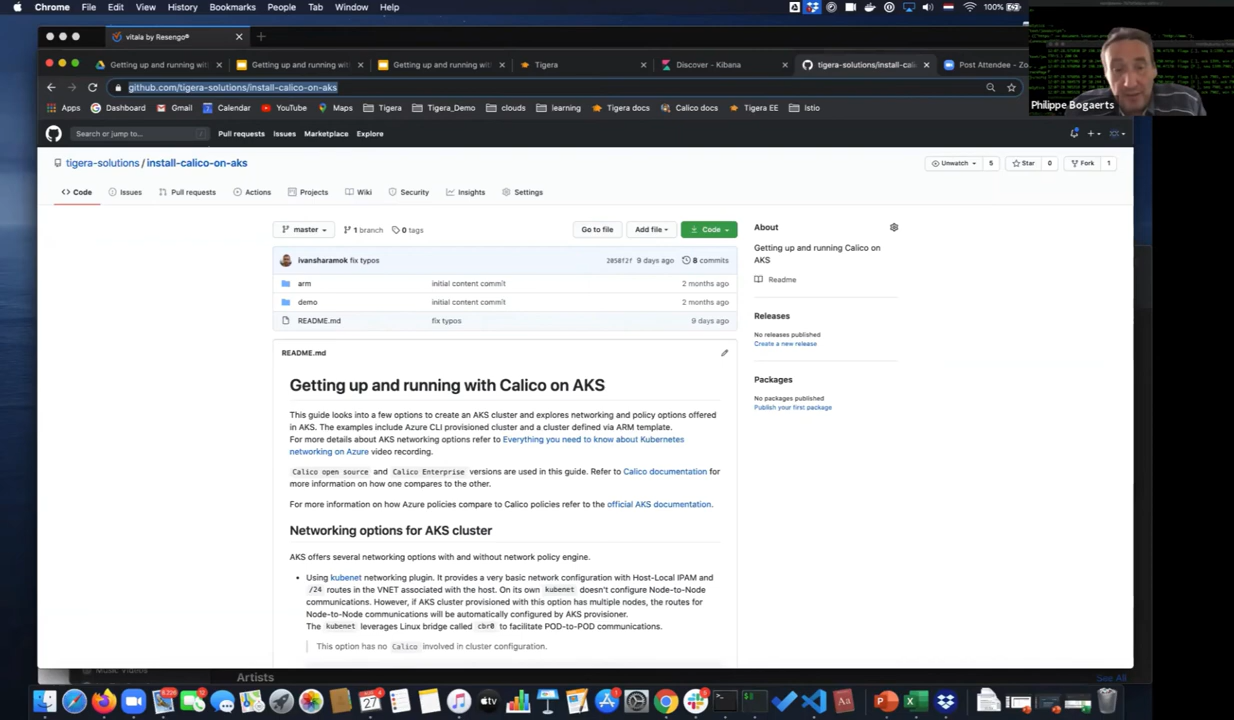 Chrome File Edit View History Bookmarks People Tab Window Help 100%
vitala by Resengo®
Up and running wit
Up and running wit
Up and running wit
Tigera
Discover - Kibana
tigera-solutions/install-cali
Post Attendee - Zo
github.com/tigera-solutions/install-calico-on-aks
Apps Dashboard Gmail Calendar YouTube Maps Tigera Tigera_Demo clouds learning Tigera docs Calico docs Tigera EE Istio
Philippe Bogaerts
Search or jump to... / Pull requests Issues Marketplace Explore
tigera-solutions / install-calico-on-aks
Unwatch 5 Star 0 Fork 1
Code Issues Pull requests Actions Projects Wiki Security Insights Settings
master 1 branch 0 tags Go to file Add file Code
ivansharamok fix typos 2058f2f 9 days ago 8 commits
arm initial content commit 2 months ago
demo initial content commit 2 months ago
README.md fix typos 9 days ago
About
Getting up and running Calico on
AKS
Readme
Releases
No releases published
Create a new release
Packages
No packages published
Publish your first package
README.md
Getting up and running with Calico on AKS
This guide looks into a few options to create an AKS cluster and explores networking and policy options offered
in AKS. The examples include Azure CLI provisioned cluster and a cluster defined via ARM template.
For more details about AKS networking options refer to Everything you need to know about Kubernetes
networking on Azure video recording.
Calico open source and Calico Enterprise versions are used in this guide. Refer to Calico documentation for
more information on how one compares to the other.
For more information on how Azure policies compare to Calico policies refer to the official AKS documentation.
Networking options for AKS cluster
AKS offers several networking options with and without network policy engine.
• Using kubenet networking plugin. It provides a very basic network configuration with Host-Local IPAM and
/24 routes in the VNET associated with the host. On its own kubenet doesn't configure Node-to-Node
communications. However, if AKS cluster provisioned with this option has multiple nodes, the routes for
Node-to-Node communications will be automatically configured by AKS provisioner.
The kubenet leverages Linux bridge called cbr0 to facilitate POD-to-POD communications.
This option has no Calico involved in cluster configuration.
Music Videos
Artists
See All